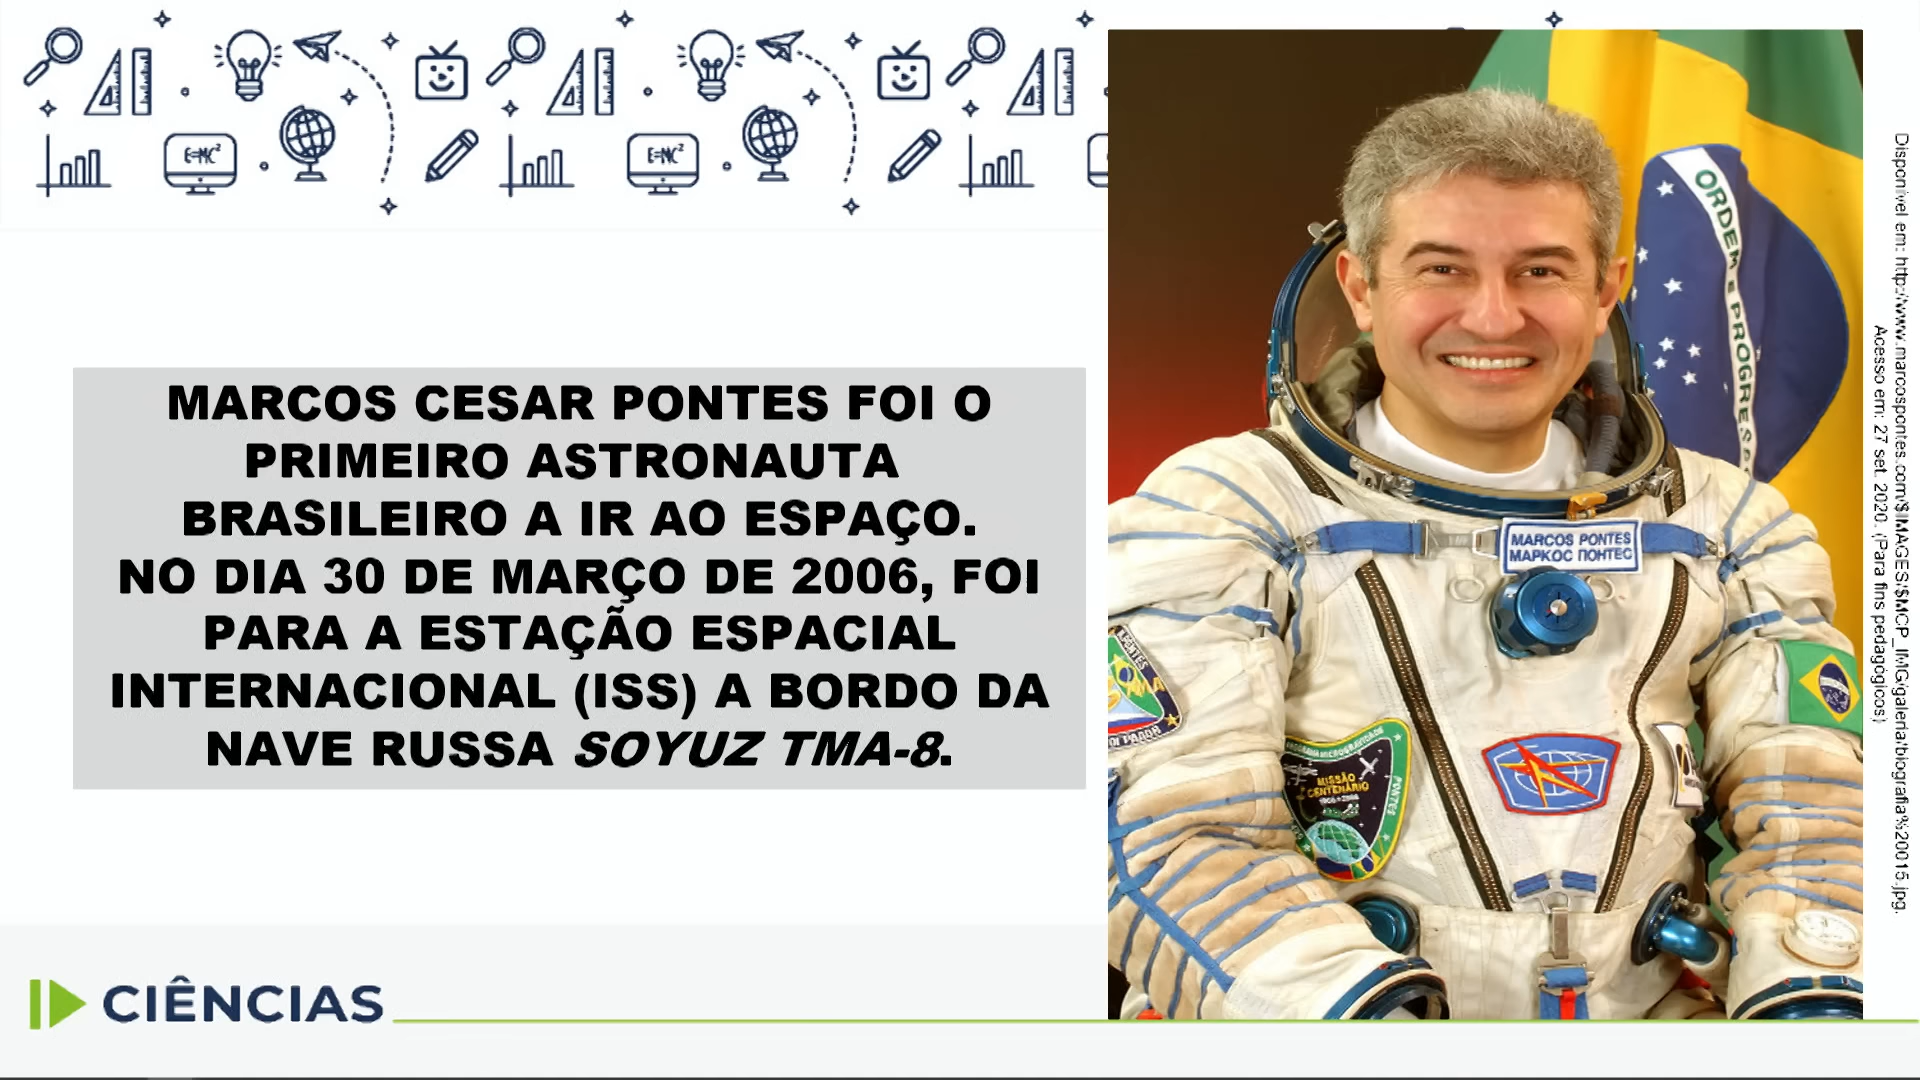 E=MC²
E=MC²
MARCOS CESAR PONTES FOI O
PRIMEIRO ASTRONAUTA
BRASILEIRO A IR AO ESPAÇO.
NO DIA 30 DE MARÇO DE 2006, FOI
PARA A ESTAÇÃO ESPACIAL
INTERNACIONAL (ISS) A BORDO DA
NAVE RUSSA SOYUZ TMA-8.
ORDEM E PROGRESSO
MARCOS PONTES
МАРКОС ПОНТЕС
MISSÃO
CENTENÁRIO
1906 2006
PONTES
Disponível em: http://www.marcospontes.com/$IMAGES/$MCP_IMG/galeria/biografia%20015.jpg.
Acesso em: 27 set. 2020. (Para fins pedagógicos)
CIÊNCIAS